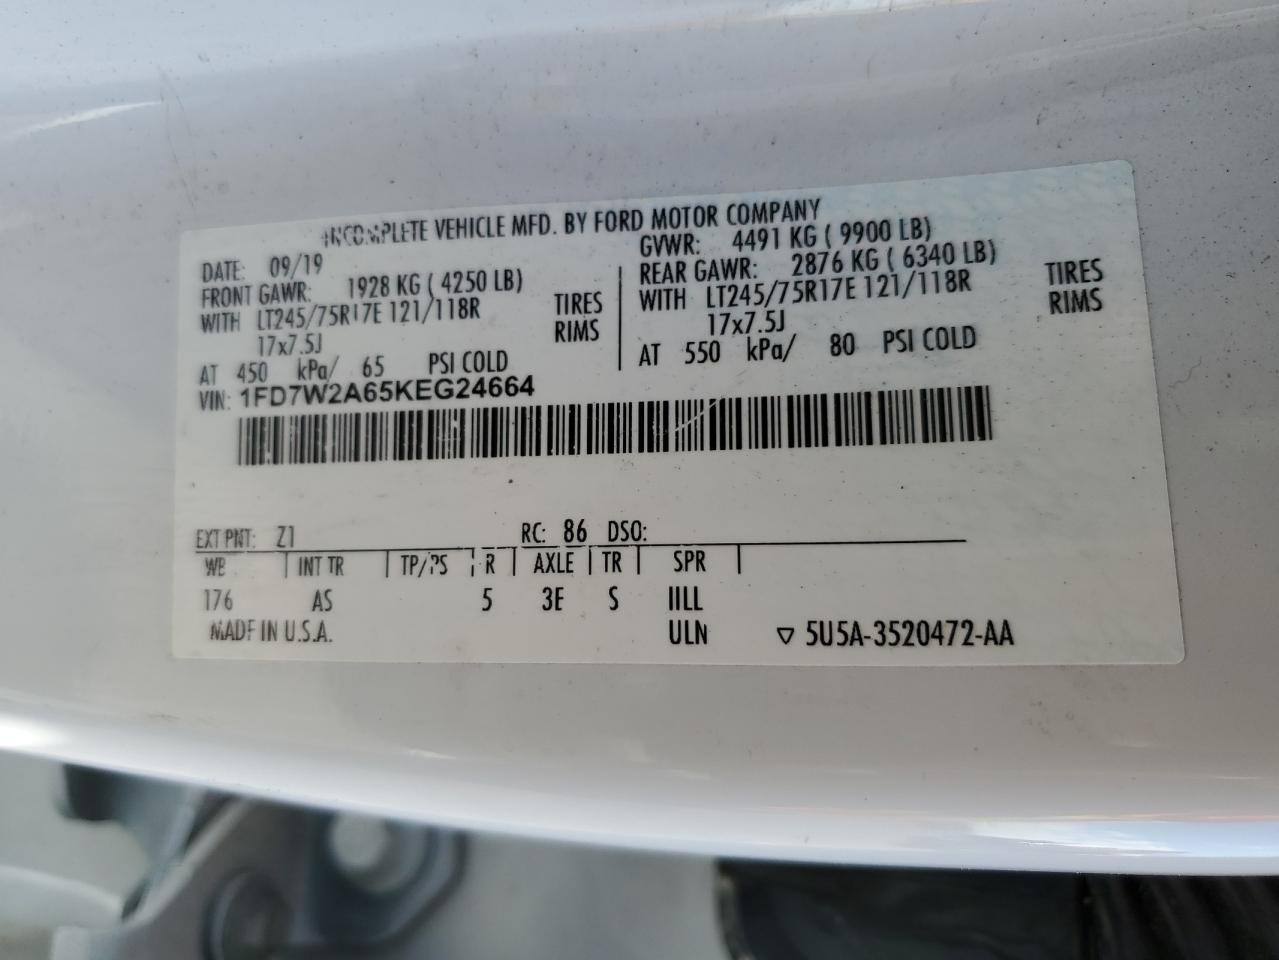 INCOMPLETE VEHICLE MFD. BY FORD MOTOR COMPANY
DATE: 09/19 GVWR: 4491 KG ( 9900 LB)
FRONT GAWR: 1928 KG ( 4250 LB) REAR GAWR: 2876 KG ( 6340 LB)
WITH LT245/75R17E 121/118R TIRES WITH LT245/75R17E 121/118R TIRES
17x7.5J RIMS 17x7.5J RIMS
AT 450 kPa/ 65 PSI COLD AT 550 kPa/ 80 PSI COLD
VIN: 1FD7W2A65KEG24664
EXT PNT: Z1 RC: 86 DSO:
WB INT TR TP/PS R AXLE TR SPR
176 AS 5 3E S IILL
MADE IN U.S.A. ULN ▽ 5U5A-3520472-AA